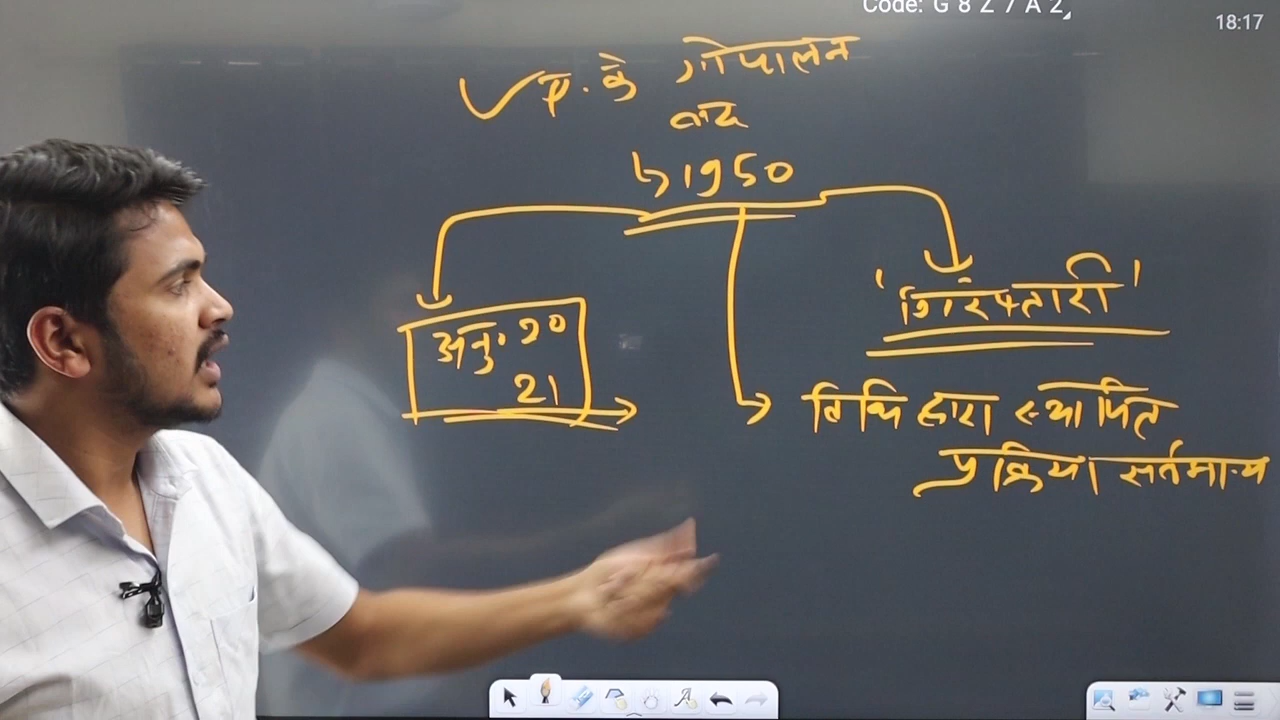 Code: G 8 Z 7 A 2
18:17
ए. के गोपालन
वाद
1950
अनु. 20
21
'गिरफ्तारी'
विधि द्वारा स्थापित
प्रक्रिया सर्वमान्य